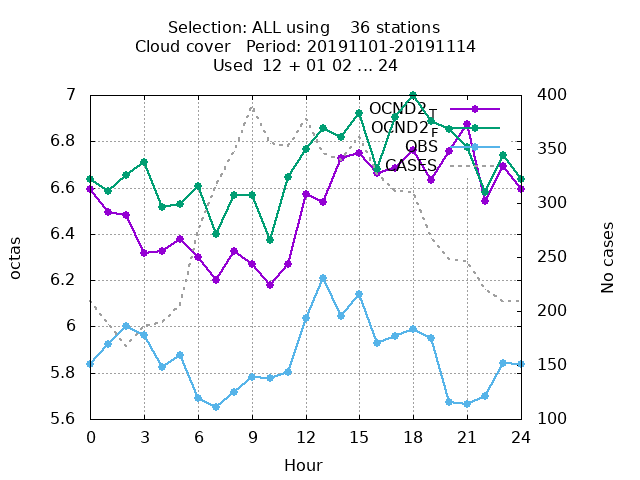 Selection: ALL using    36 stations
Cloud cover   Period: 20191101-20191114
Used  12 + 01 02 ... 24
7
6.8
6.6
6.4
6.2
6
5.8
5.6
400
350
300
250
200
150
100
octas
No cases
OCND2_T
OCND2_F
OBS
CASES
0 3 6 9 12 15 18 21 24
Hour